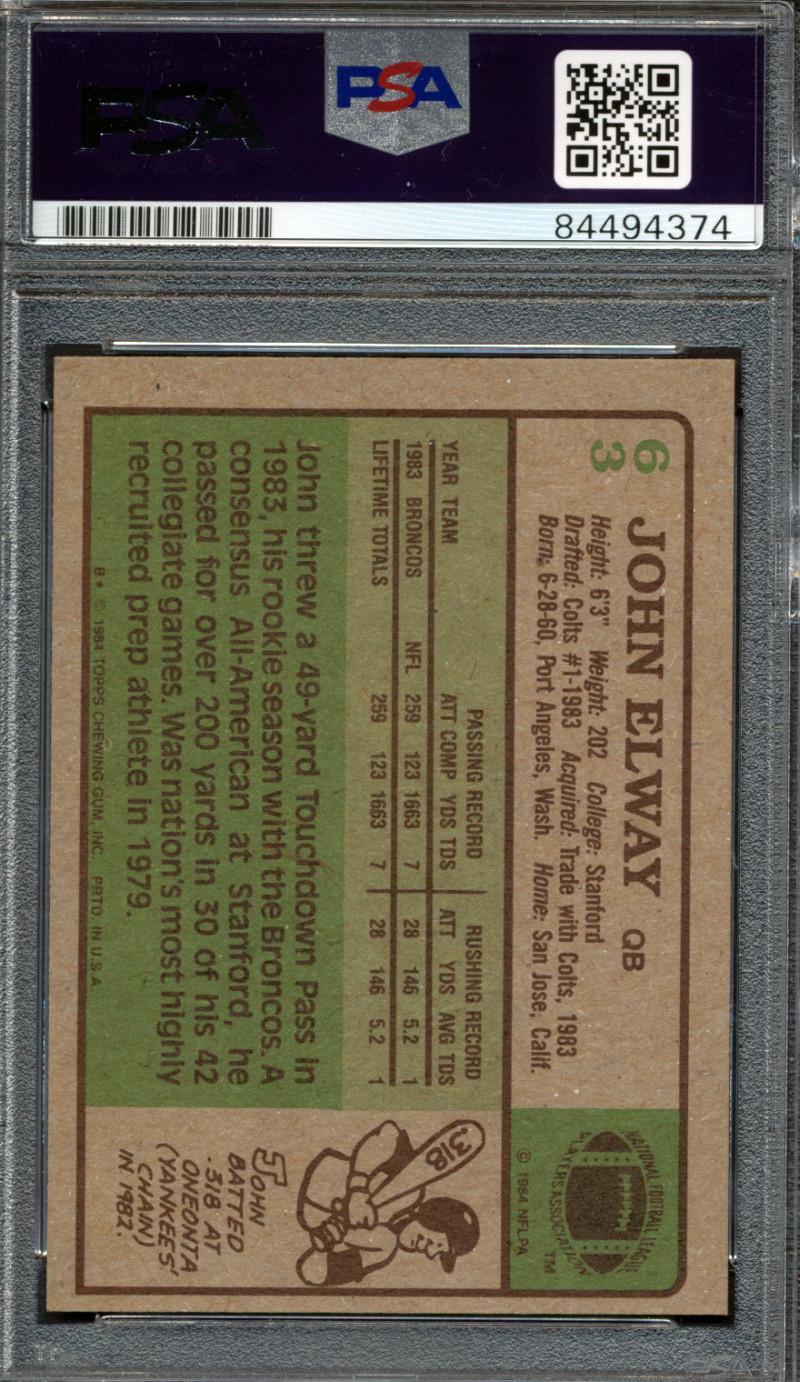 PSA
PSA
84494374
63
JOHN ELWAY QB
Height: 6'3" Weight: 202 College: Stanford
Drafted: Colts #1-1983 Acquired: Trade with Colts, 1983
Born: 6-28-60, Port Angeles, Wash. Home: San Jose, Calif.
NATIONAL FOOTBALL LEAGUE
PLAYERS ASSOCIATION
TM
© 1984 NFLPA
PASSING RECORD RUSHING RECORD
YEAR TEAM ATT COMP YDS TDS ATT YDS AVG TDS
1983 BRONCOS NFL 259 123 1663 7 28 146 5.2 1
LIFETIME TOTALS 259 123 1663 7 28 146 5.2 1
John threw a 49-yard Touchdown Pass in
1983, his rookie season with the Broncos. A
consensus All-American at Stanford, he
passed for over 200 yards in 30 of his 42
collegiate games. Was nation's most highly
recruited prep athlete in 1979.
.318
JOHN
BATTED
.318 AT
ONEONTA
(YANKEES'
CHAIN)
IN 1982.
B* © 1984 TOPPS CHEWING GUM, INC. PRTD. IN U.S.A.
PSA